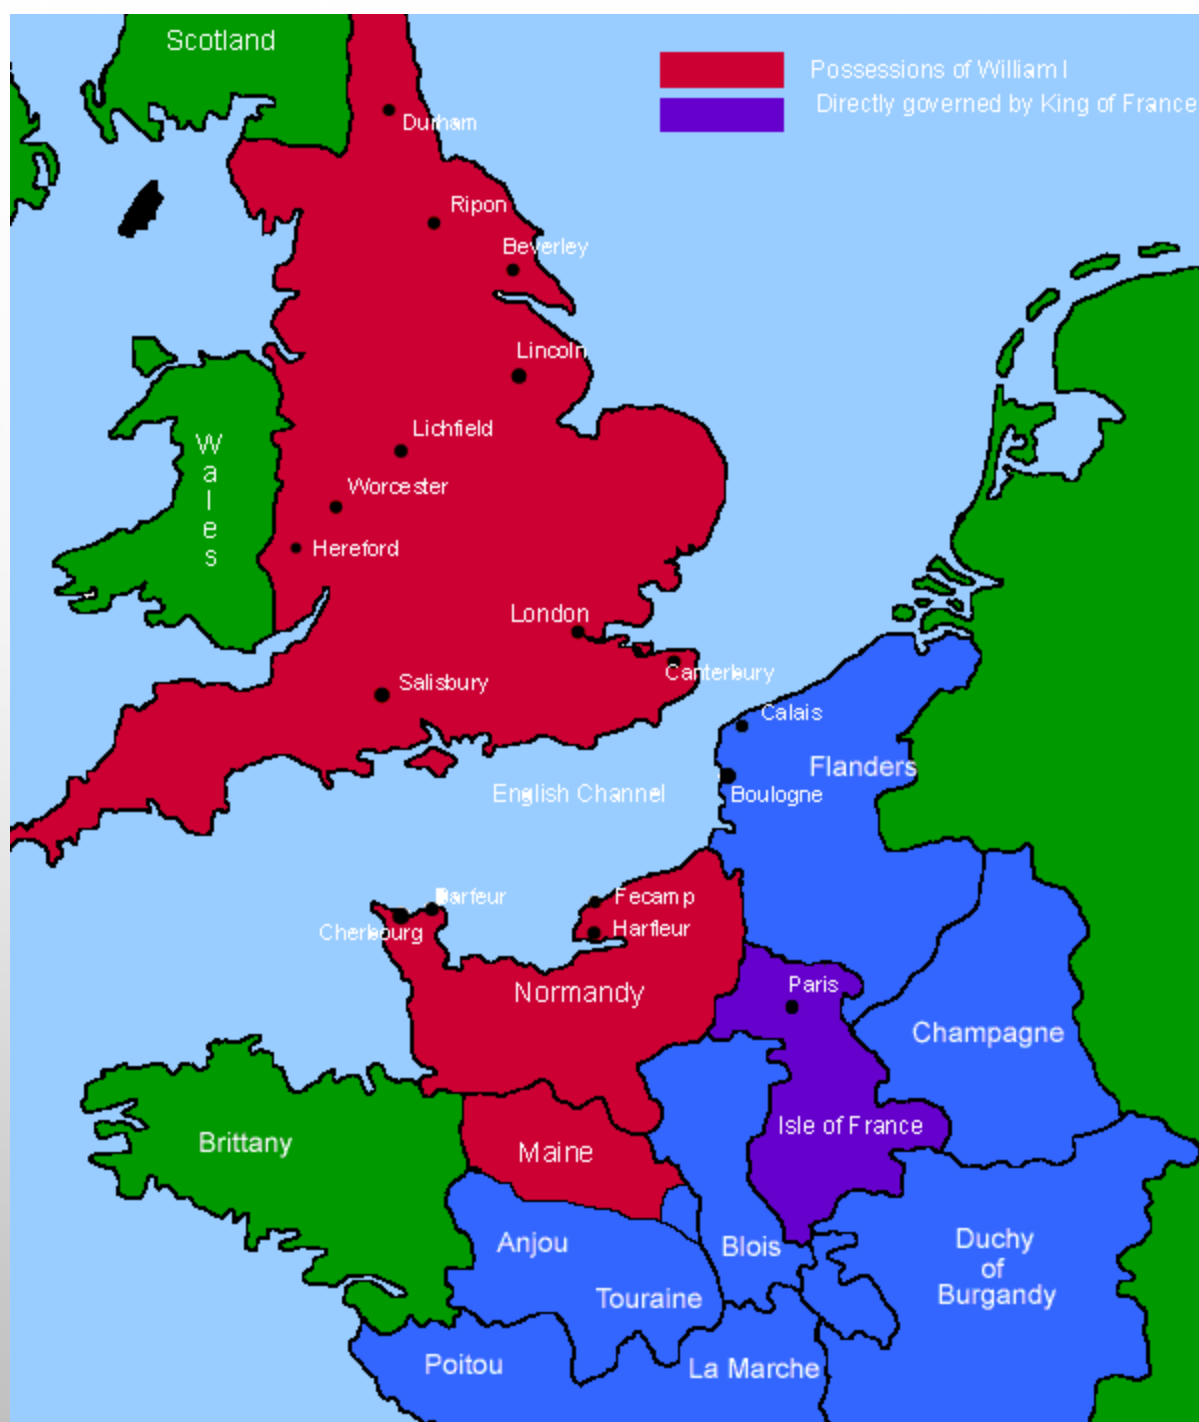 Scotland
Possessions of William I
Directly governed by King of France
Durham
Ripon
Beverley
Lincoln
Lichfield
Wales
Worcester
Hereford
London
Canterbury
Salisbury
Calais
Flanders
English Channel
Boulogne
Barfeur
Fecamp
Cherbourg
Harfleur
Paris
Normandy
Champagne
Isle of France
Brittany
Maine
Anjou
Blois
Duchy
of
Burgandy
Touraine
Poitou
La Marche